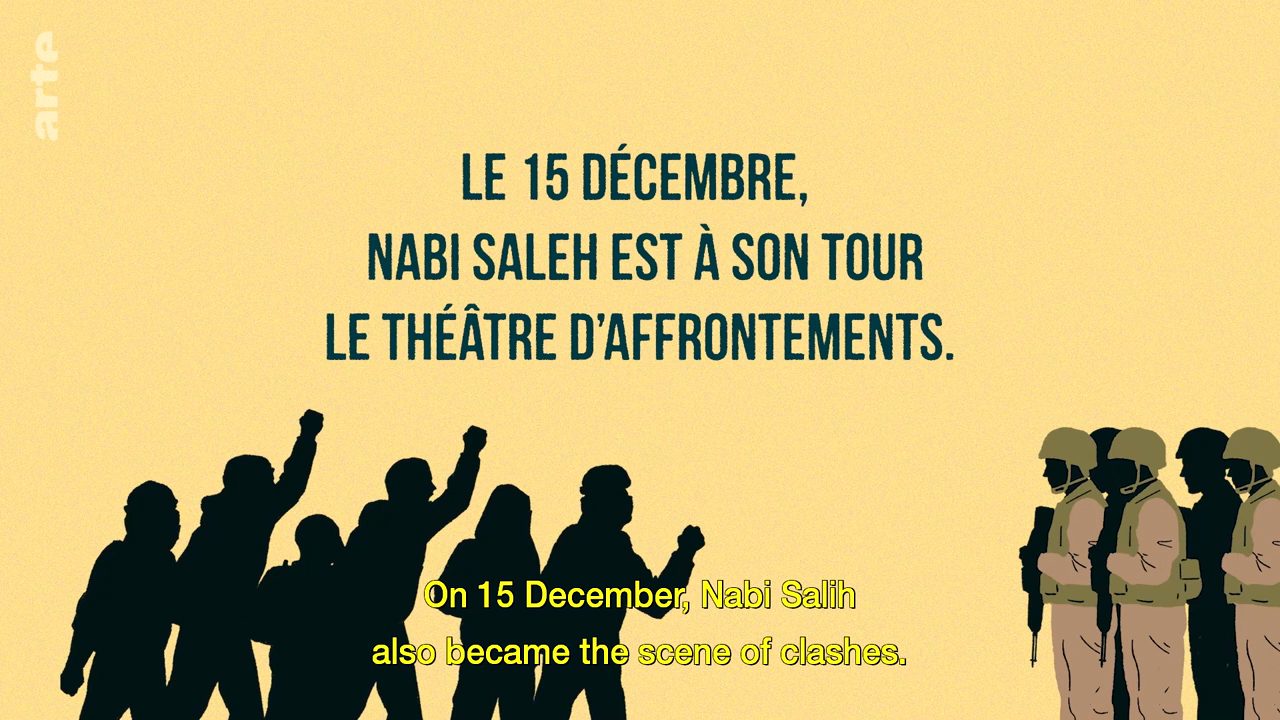 arte
LE 15 DÉCEMBRE,
NABI SALEH EST À SON TOUR
LE THÉÂTRE D’AFFRONTEMENTS.
On 15 December, Nabi Salih
also became the scene of clashes.